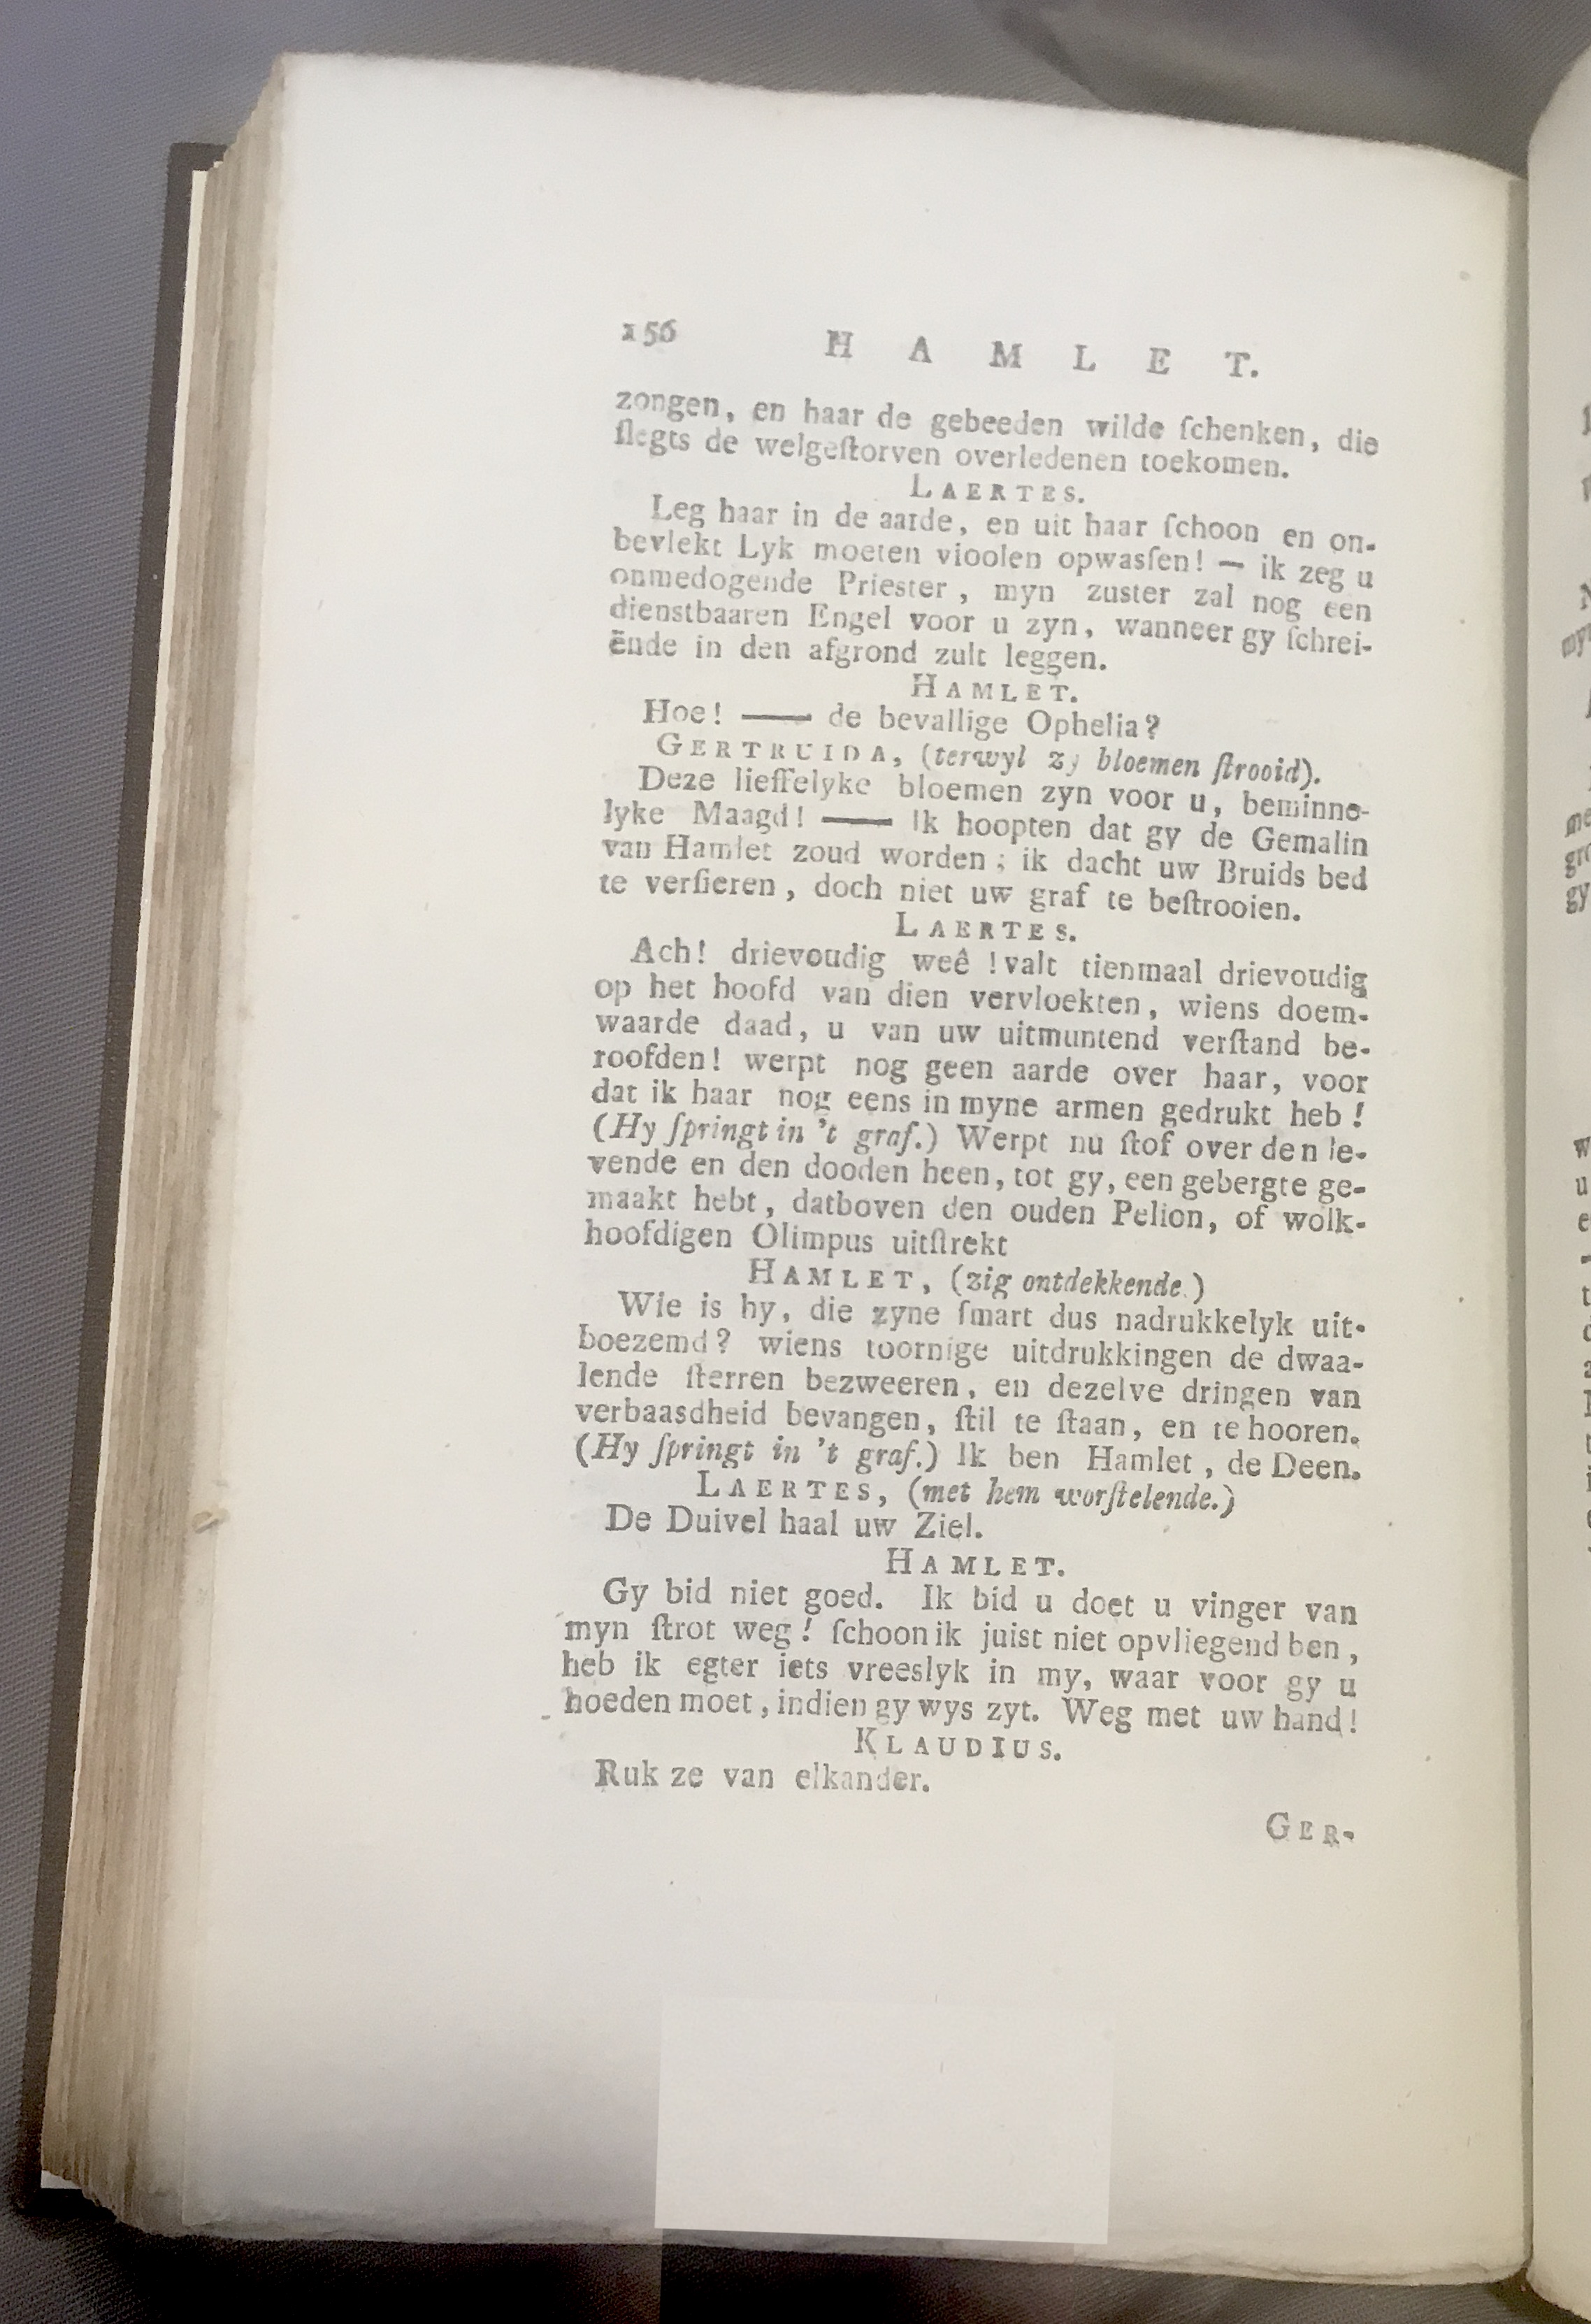 156 HAMLET.
zongen, en haar de gebeeden wilde ſchenken, die
ſlegts de welgeſtorven overledenen toekomen.
LAERTES.
Leg haar in de aarde, en uit haar ſchoon en on-
bevlekt Lyk moeten vioolen opwasſen! — ik zeg u
onmedogende Priester, myn zuster zal nog een
dienstbaaren Engel voor u zyn, wanneer gy ſchrei-
ënde in den afgrond zult leggen.
HAMLET.
Hoe! —— de bevallige Ophelia?
GERTRUIDA, (terwyl zy bloemen ſtrooid).
Deze lieffelyke bloemen zyn voor u, beminne-
lyke Maagd! —— Ik hoopten dat gy de Gemalin
van Hamlet zoud worden; ik dacht uw Bruids bed
te verſieren, doch niet uw graf te beſtrooien.
LAERTES.
Ach! drievoudig weê! valt tienmaal drievoudig
op het hoofd van dien vervloekten, wiens doem-
waarde daad, u van uw uitmuntend verſtand be-
roofden! werpt nog geen aarde over haar, voor
dat ik haar nog eens in myne armen gedrukt heb!
(Hy ſpringt in 't graf.) Werpt nu ſtof over den le-
vende en den dooden heen, tot gy, een gebergte ge-
maakt hebt, datboven den ouden Pelion, of wolk-
hoofdigen Olimpus uitſtrekt
HAMLET, (zig ontdekkende.)
Wie is hy, die zyne ſmart dus nadrukkelyk uit-
boezemd? wiens toornige uitdrukkingen de dwaa-
lende ſterren bezweeren, en dezelve dringen van
verbaasdheid bevangen, ſtil te ſtaan, en te hooren.
(Hy ſpringt in 't graf.) Ik ben Hamlet, de Deen.
LAERTES, (met hem worſtelende.)
De Duivel haal uw Ziel.
HAMLET.
Gy bid niet goed. Ik bid u doet u vinger van
myn ſtrot weg! ſchoon ik juist niet opvliegend ben,
heb ik egter iets vreeslyk in my, waar voor gy u
hoeden moet, indien gy wys zyt. Weg met uw hand!
KLAUDIUS.
Ruk ze van elkander.
GER-